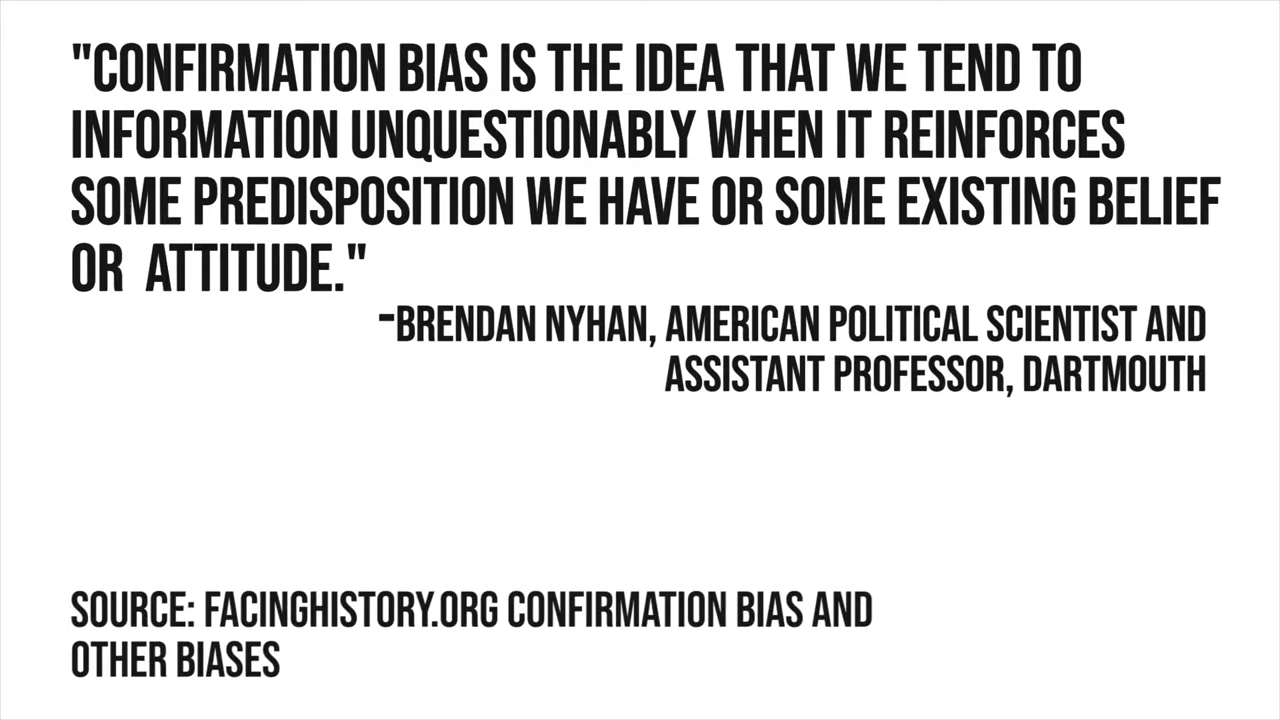 "CONFIRMATION BIAS IS THE IDEA THAT WE TEND TO
INFORMATION UNQUESTIONABLY WHEN IT REINFORCES
SOME PREDISPOSITION WE HAVE OR SOME EXISTING BELIEF
OR ATTITUDE."
-BRENDAN NYHAN, AMERICAN POLITICAL SCIENTIST AND
ASSISTANT PROFESSOR, DARTMOUTH
SOURCE: FACINGHISTORY.ORG CONFIRMATION BIAS AND
OTHER BIASES